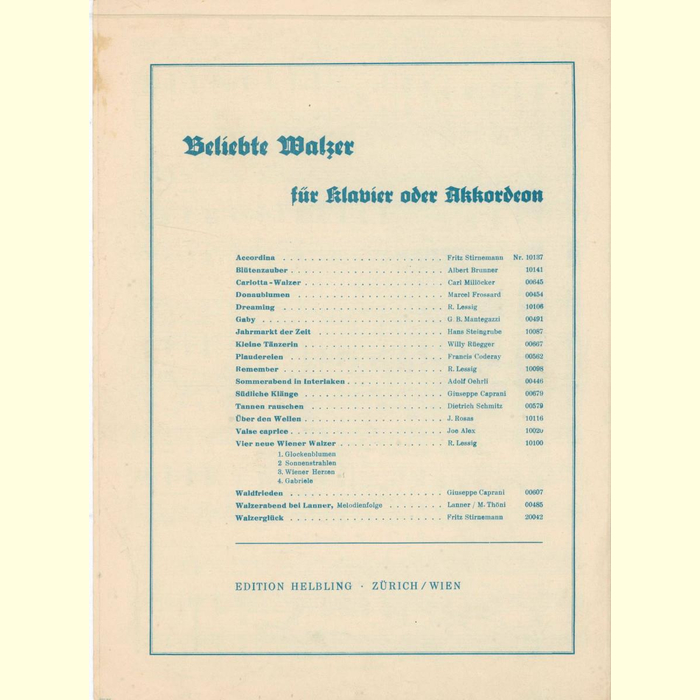 Beliebte Walzer
für Klavier oder Akkordeon
Accordina . . . . . . . . . . . . . . . . . . . . . . Fritz Stirnemann Nr. 10137
Blütenzauber . . . . . . . . . . . . . . . . . . . . . Albert Brunner 10141
Carlotta-Walzer . . . . . . . . . . . . . . . . . . . . Carl Millöcker 00645
Donaublumen . . . . . . . . . . . . . . . . . . . . Marcel Frossard 00454
Dreaming . . . . . . . . . . . . . . . . . . . . . . R. Lessig 10106
Gaby . . . . . . . . . . . . . . . . . . . . . . . . G. B. Mantegazzi 00491
Jahrmarkt der Zeit . . . . . . . . . . . . . . . . . . Hans Steingrube 10087
Kleine Tänzerin . . . . . . . . . . . . . . . . . . . Willy Rüegger 00667
Plaudereien . . . . . . . . . . . . . . . . . . . . . Francis Coderay 00562
Remember . . . . . . . . . . . . . . . . . . . . . . R. Lessig 10098
Sommerabend in Interlaken . . . . . . . . . . . . . Adolf Oehrli 00446
Südliche Klänge . . . . . . . . . . . . . . . . . . . Giuseppe Caprani 00679
Tannen rauschen . . . . . . . . . . . . . . . . . . Dietrich Schmitz 00579
Über den Wellen . . . . . . . . . . . . . . . . . . . J. Rosas 10116
Valse caprice . . . . . . . . . . . . . . . . . . . . . Joe Alex
Vier neue Wiener Walzer . . . . . . . . . . . . . . R. Lessig 10100
1. Glockenblumen
2 Sonnenstrahlen
3. Wiener Herzen
4. Gabriele
Waldfrieden . . . . . . . . . . . . . . . . . . . . . Giuseppe Caprani 00607
Walzerabend bei Lanner, Melodienfolge . . . . . . . Lanner / M. Thöni 00485
Walzerglück . . . . . . . . . . . . . . . . . . . . . Fritz Stirnemann 20042
EDITION HELBLING · ZÜRICH / WIEN